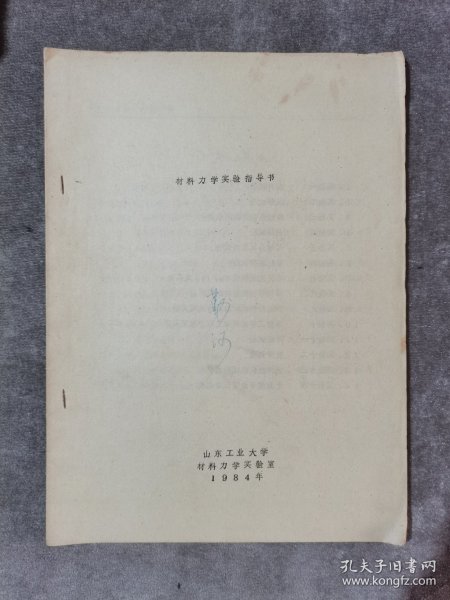 材料力学实验指导书
山东工业大学
材料力学实验室
1984年
孔夫子旧书网
www.kongfz.com